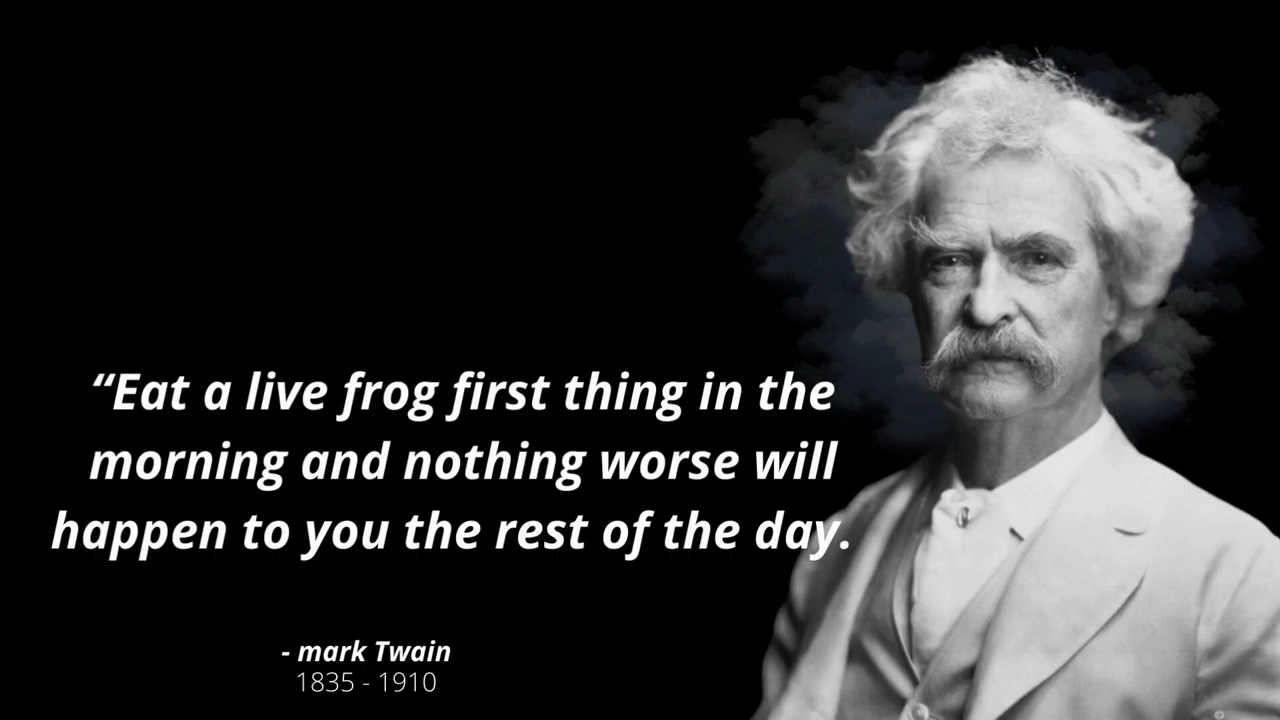 “Eat a live frog first thing in the
morning and nothing worse will
happen to you the rest of the day.
- mark Twain
1835 - 1910